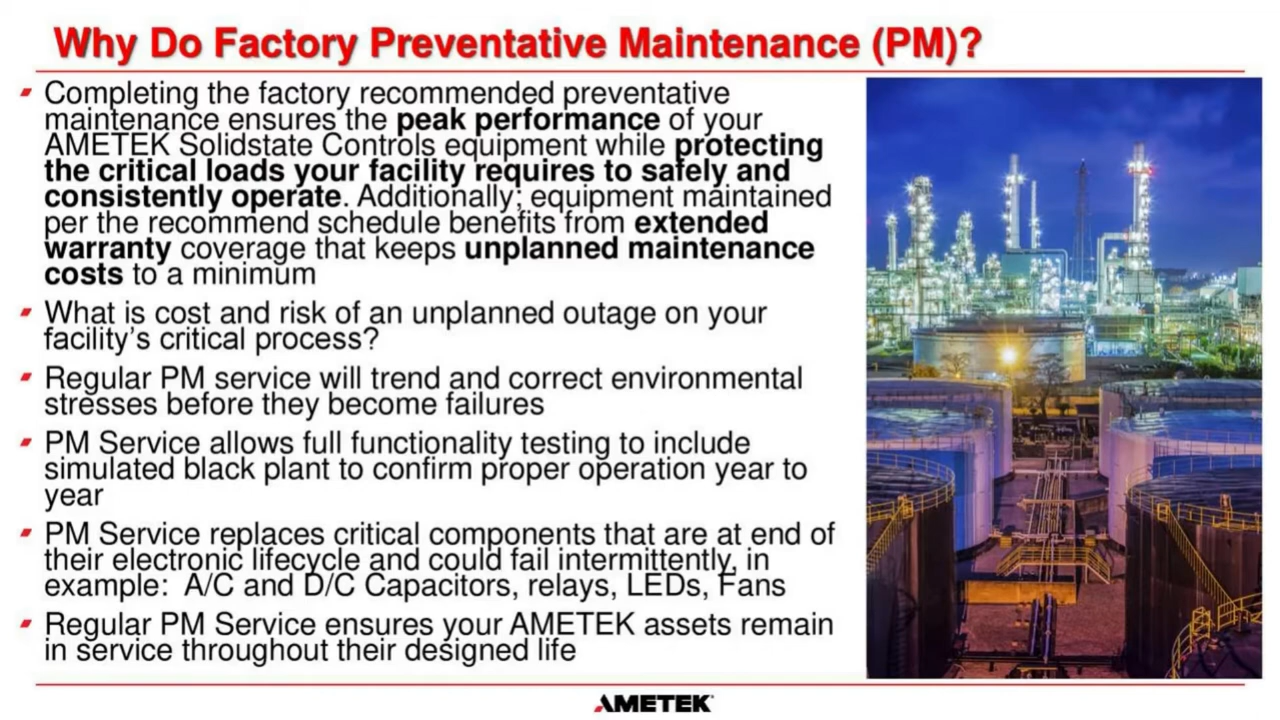 Why Do Factory Preventative Maintenance (PM)?
Completing the factory recommended preventative
maintenance ensures the peak performance of your
AMETEK Solidstate Controls equipment while protecting
the critical loads your facility requires to safely and
consistently operate. Additionally; equipment maintained
per the recommend schedule benefits from extended
warranty coverage that keeps unplanned maintenance
costs to a minimum
What is cost and risk of an unplanned outage on your
facility's critical process?
Regular PM service will trend and correct environmental
stresses before they become failures
PM Service allows full functionality testing to include
simulated black plant to confirm proper operation year to
year
PM Service replaces critical components that are at end of
their electronic lifecycle and could fail intermittently, in
example: A/C and D/C Capacitors, relays, LEDs, Fans
Regular PM Service ensures your AMETEK assets remain
in service throughout their designed life
AMETEK